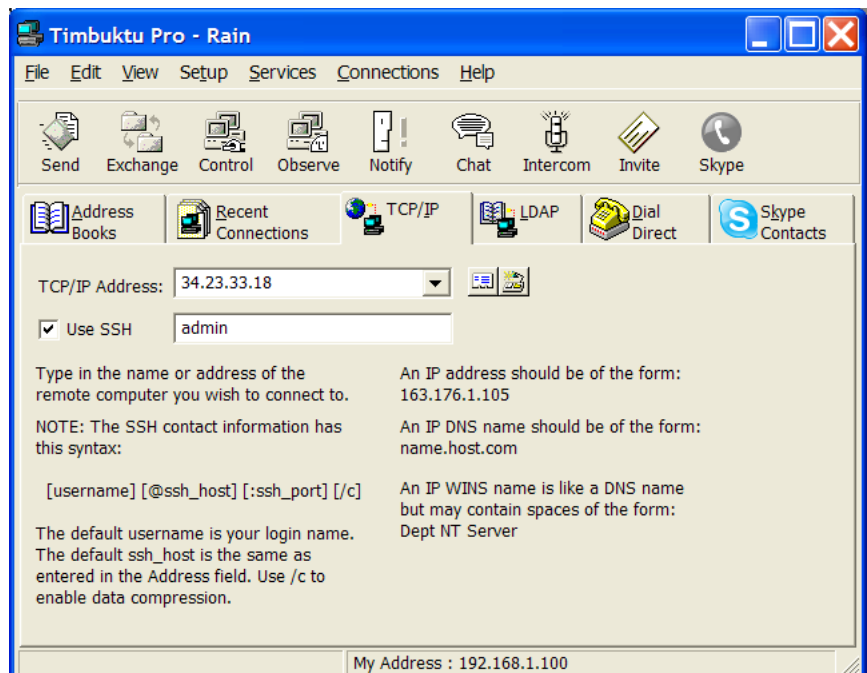 Timbuktu Pro - Rain
File Edit View Setup Services Connections Help
Send Exchange Control Observe Notify Chat Intercom Invite Skype
Address Books
Recent Connections
TCP/IP
LDAP
Dial Direct
Skype Contacts
TCP/IP Address: 34.23.33.18
Use SSH admin
Type in the name or address of the
remote computer you wish to connect to.
NOTE: The SSH contact information has
this syntax:
[username] [@ssh_host] [:ssh_port] [/c]
The default username is your login name.
The default ssh_host is the same as
entered in the Address field. Use /c to
enable data compression.
An IP address should be of the form:
163.176.1.105
An IP DNS name should be of the form:
name.host.com
An IP WINS name is like a DNS name
but may contain spaces of the form:
Dept NT Server
My Address : 192.168.1.100